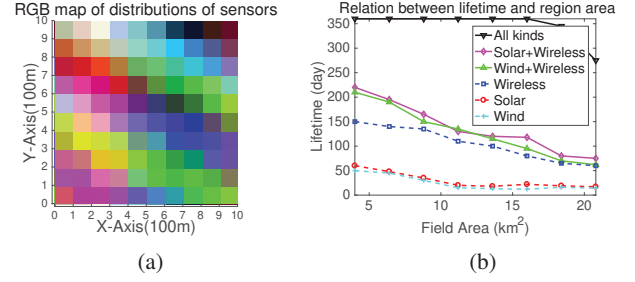 RGB map of distributions of sensors
10
9
8
7
6
5
4
3
2
1
0
Y-Axis(100m)
0 1 2 3 4 5 6 7 8 9 10
X-Axis(100m)
(a)
Relation between lifetime and region area
350
300
250
200
150
100
50
0
Lifetime (day)
All kinds
Solar+Wireless
Wind+Wireless
Wireless
Solar
Wind
5 10 15 20
Field Area (km²)
(b)